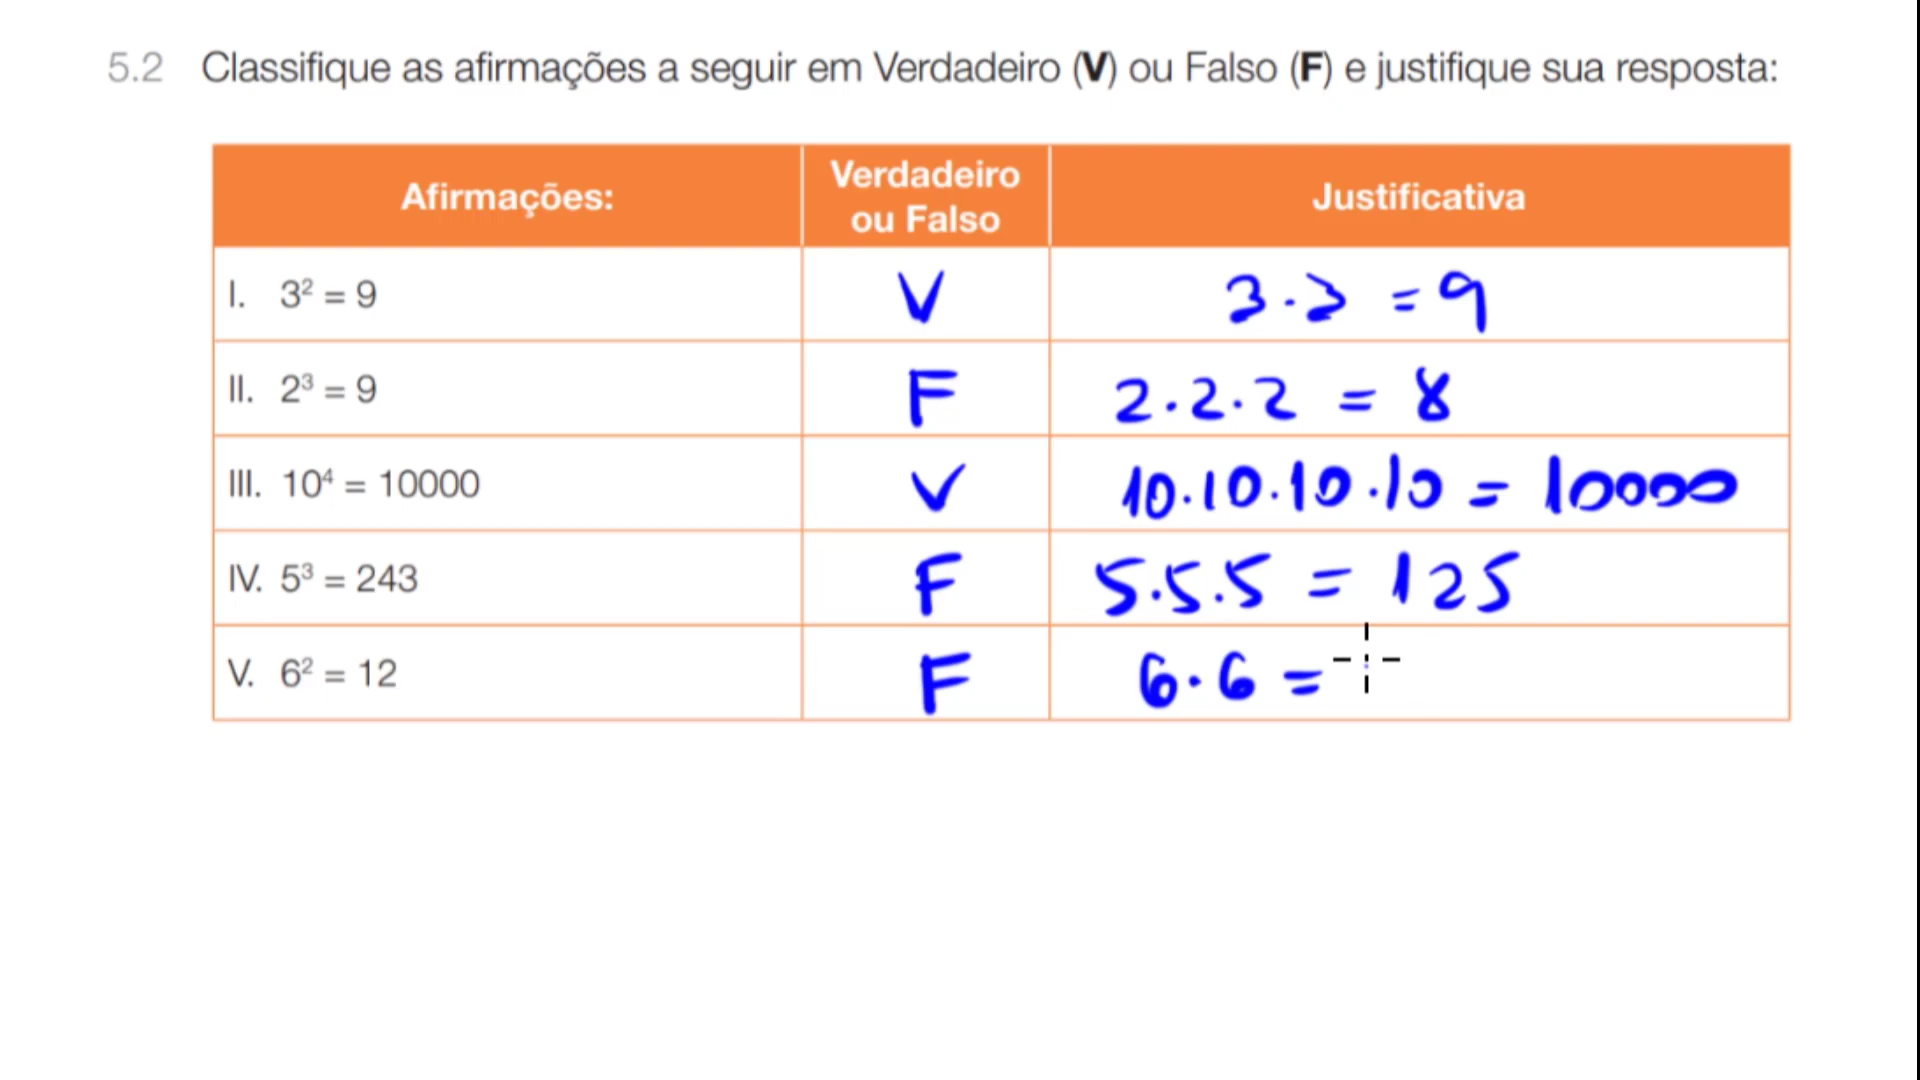 5.2 Classifique as afirmações a seguir em Verdadeiro (V) ou Falso (F) e justifique sua resposta:
Afirmações: Verdadeiro ou Falso Justificativa
I. 3² = 9 V 3·3 = 9
II. 2³ = 9 F 2·2·2 = 8
III. 10⁴ = 10000 V 10·10·10·10 = 10000
IV. 5³ = 243 F 5·5·5 = 125
V. 6² = 12 F 6·6 =